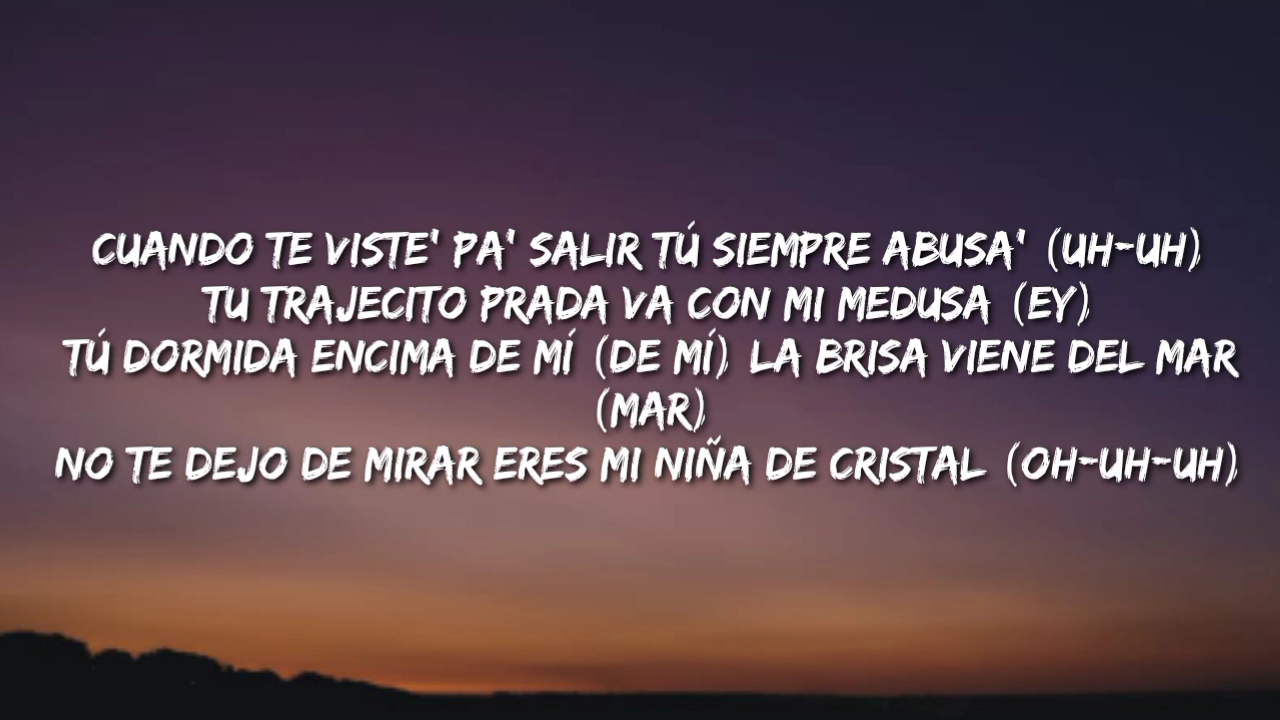 CUANDO TE VISTE' PA' SALIR TÚ SIEMPRE ABUSA' (UH-UH)
TU TRAJECITO PRADA VA CON MI MEDUSA (EY)
TÚ DORMIDA ENCIMA DE MÍ (DE MÍ) LA BRISA VIENE DEL MAR
(MAR)
NO TE DEJO DE MIRAR ERES MI NIÑA DE CRISTAL (OH-UH-UH)